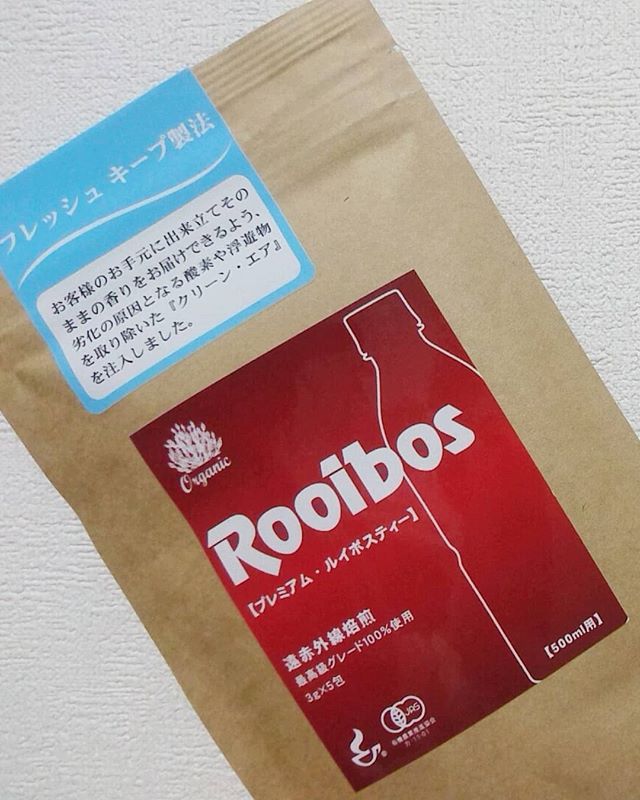 フレッシュ キープ製法
お客様のお手元に出来立てその
ままの香りをお届けできるよう、
劣化の原因となる酸素や浮遊物
を取り除いた『クリーン・エア』
を注入しました。
Organic
Rooibos
【プレミアム・ルイボスティー】
遠赤外線焙煎
最高級グレード100%使用
3g×5包
【500ml用】
JAS